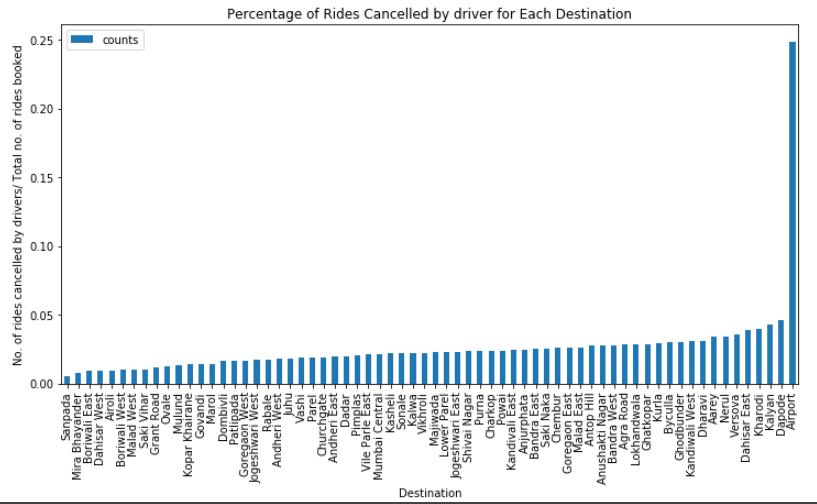 Percentage of Rides Cancelled by driver for Each Destination
counts
No. of rides cancelled by drivers/ Total no. of rides booked
0.25
0.20
0.15
0.10
0.05
0.00
Sanpada
Mira Bhayander
Boriwali East
Dahisar West
Airoli
Boriwali West
Malad West
Saki Vihar
Grant Road
Ovale
Mulund
Kopar Khairane
Govandi
Marol
Dombivli
Patlipada
Goregaon West
Jogeshwari West
Rabale
Andheri West
Juhu
Vashi
Parel
Churchgate
Andheri East
Dadar
Pimplas
Vile Parle East
Mumbai Central
Kasheli
Sonale
Kalwa
Vikhroli
Majiwada
Lower Parel
Jogeshwari East
Shivai Nagar
Purna
Charkop
Powai
Kandivali East
Anjurphata
Bandra East
Saki Naka
Chembur
Goregaon East
Malad East
Antop Hill
Anushakti Nagar
Bandra West
Agra Road
Lokhandwala
Ghatkopar
Kurla
Byculla
Ghodbunder
Kandiwali West
Dharavi
Aarey
Nerul
Versova
Dahisar East
Kharodi
Kalyan
Dapode
Airport
Destination